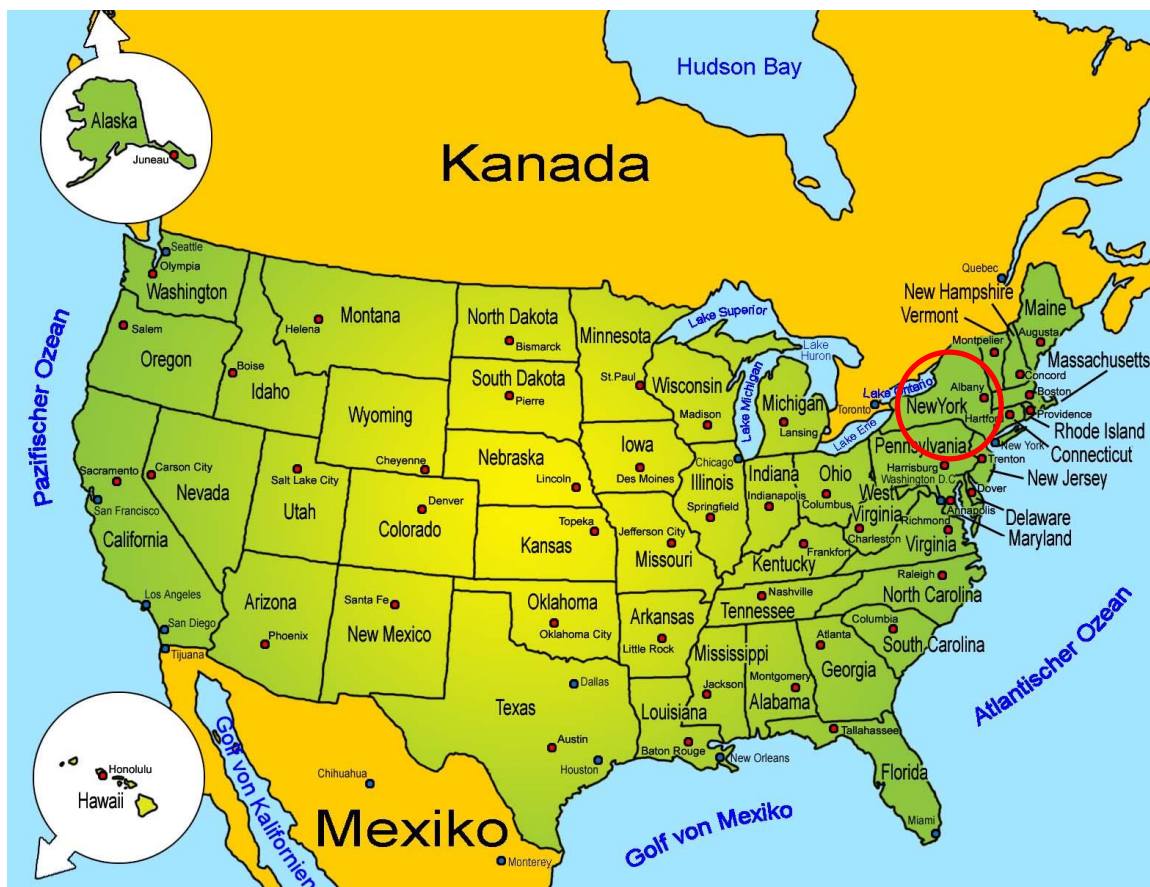 Hudson Bay
Alaska
Juneau
Kanada
Seattle
Olympia
Washington
Quebec
New Hampshire
Vermont
Maine
Montana
North Dakota
Minnesota
Lake Superior
Lake
Huron
Montpelier
Augusta
Salem
Helena
Bismarck
Massachusetts
Oregon
Boise
Idaho
South Dakota
Pierre
St.Paul
Wisconsin
Lake Michigan
Michigan
Lake Ontario
Albany
Concord
Boston
Pazifischer Ozean
Wyoming
Madison
Lansing
Toronto
NewYork
Hartford
Providence
Rhode Island
Iowa
Lake Erie
Pennsylvania
New York
Connecticut
Sacramento
Carson City
Nevada
Salt Lake City
Utah
Cheyenne
Nebraska
Lincoln
Des Moines
Chicago
Illinois
Indiana
Ohio
Harrisburg
Trenton
New Jersey
San Francisco
California
Denver
Colorado
Topeka
Kansas
Jefferson City
Missouri
Springfield
Indianapolis
Columbus
West
Virginia
Washington D.C.
Dover
Annapolis
Delaware
Maryland
Charleston
Richmond
Virginia
Kentucky
Frankfort
Los Angeles
San Diego
Tijuana
Arizona
Phoenix
Santa Fe
New Mexico
Oklahoma
Oklahoma City
Arkansas
Little Rock
Nashville
Tennessee
Raleigh
North Carolina
Columbia
South Carolina
Atlanta
Georgia
Mississippi
Jackson
Montgomery
Alabama
Atlantischer Ozean
Dallas
Texas
Austin
Houston
Louisiana
Baton Rouge
New Orleans
Tallahassee
Florida
Miami
Honolulu
Hawaii
Golf von Kalifornien
Chihuahua
Mexiko
Monterey
Golf von Mexiko